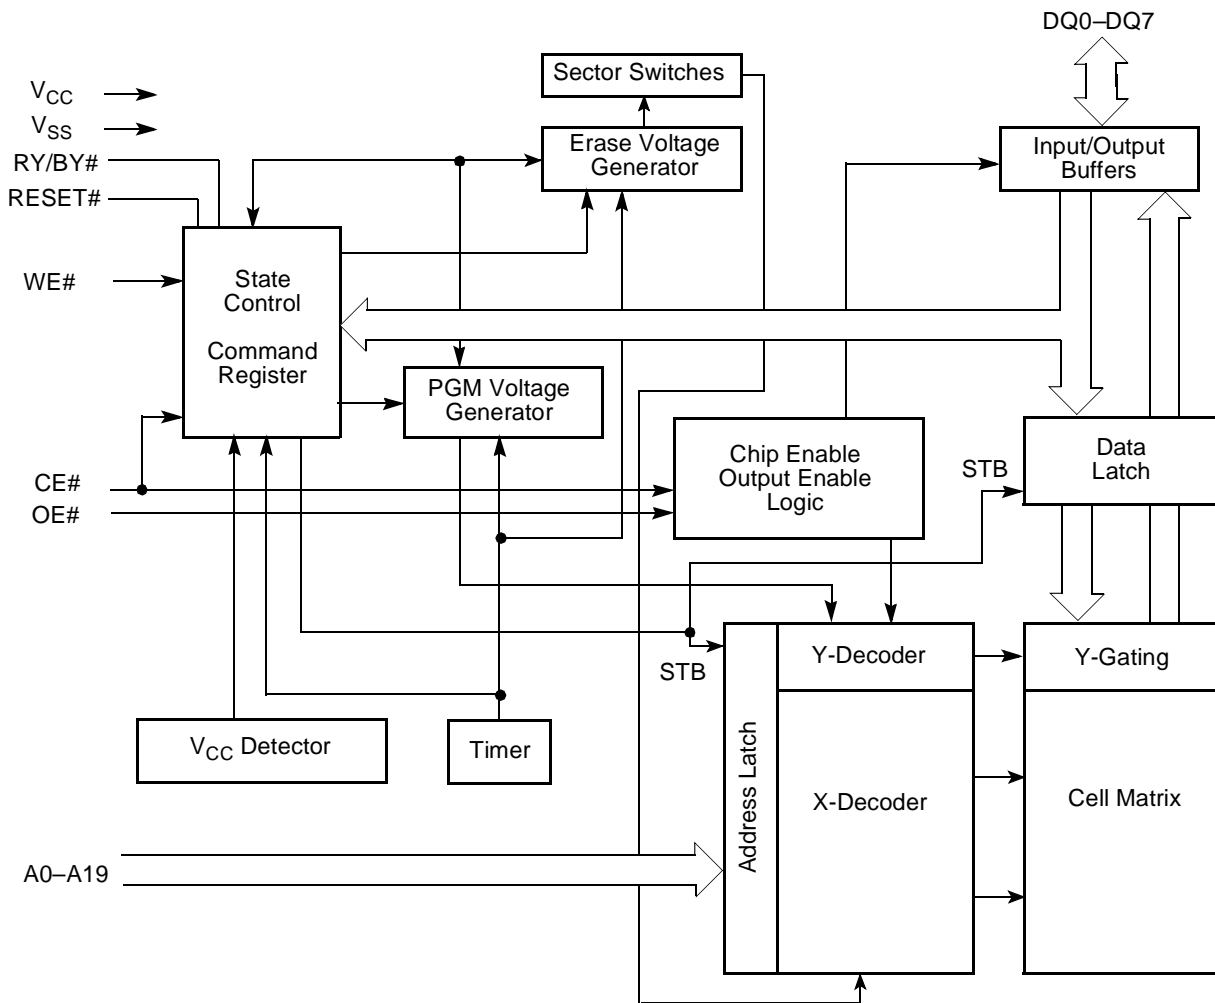 DQ0–DQ7
Sector Switches
VCC
VSS
RY/BY#
RESET#
Erase Voltage
Generator
Input/Output
Buffers
WE#
State
Control
Command
Register
PGM Voltage
Generator
Chip Enable
Output Enable
Logic
Data
Latch
STB
CE#
OE#
STB
Y-Decoder
Y-Gating
VCC Detector
Timer
Address Latch
X-Decoder
Cell Matrix
A0–A19